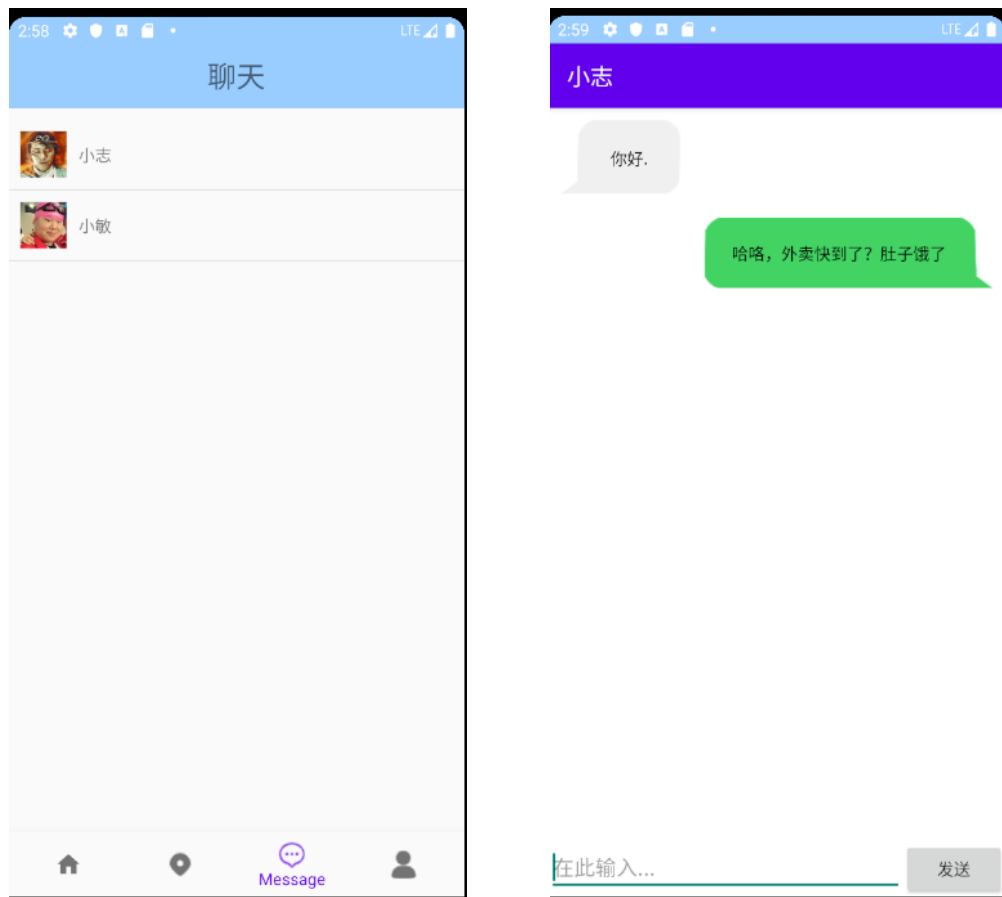 2:58
LTE
聊天
小志
小敏
Message
2:59
LTE
小志
你好.
哈咯，外卖快到了？肚子饿了
在此输入...
发送